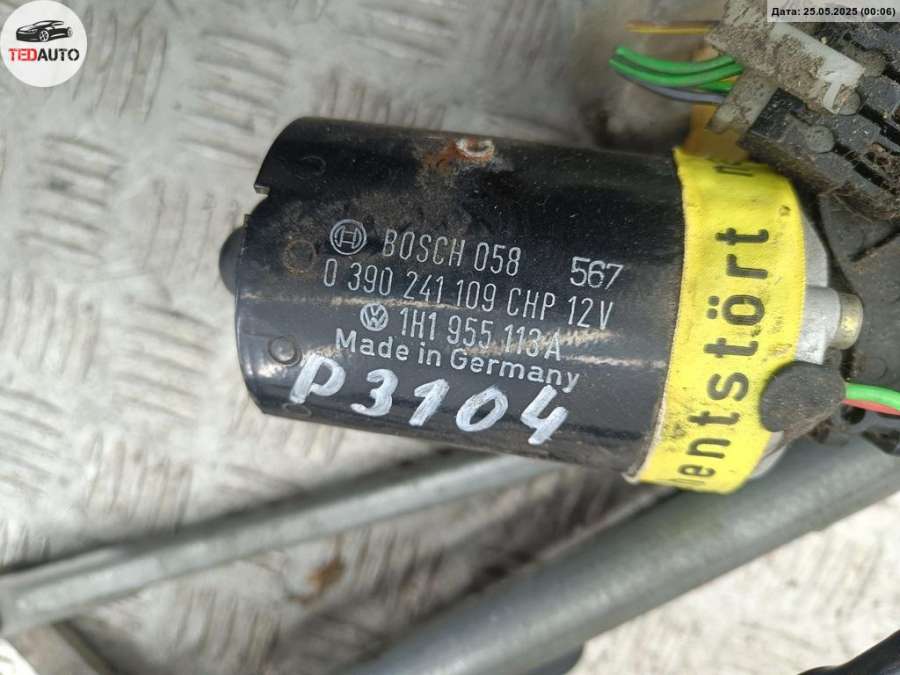 Дата: 25.05.2025 (00:06)
TEDAUTO
BOSCH 058 567
0 390 241 109 CHP 12V
1H1 955 113 A
Made in Germany
P3104
entstört